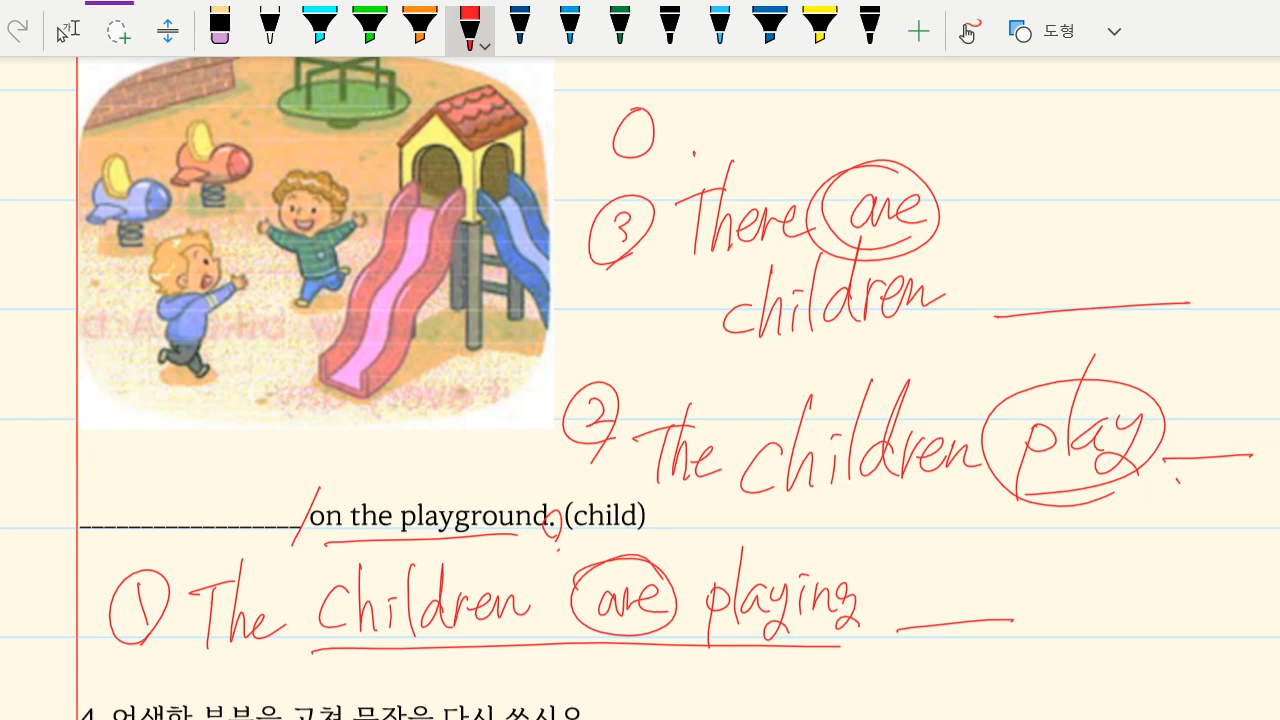 도형
③ There are
children
② The children play.
__________________ on the playground. (child)
① The children are playing
4. 어색한 부분을 고쳐 문장을 다시 쓰시오